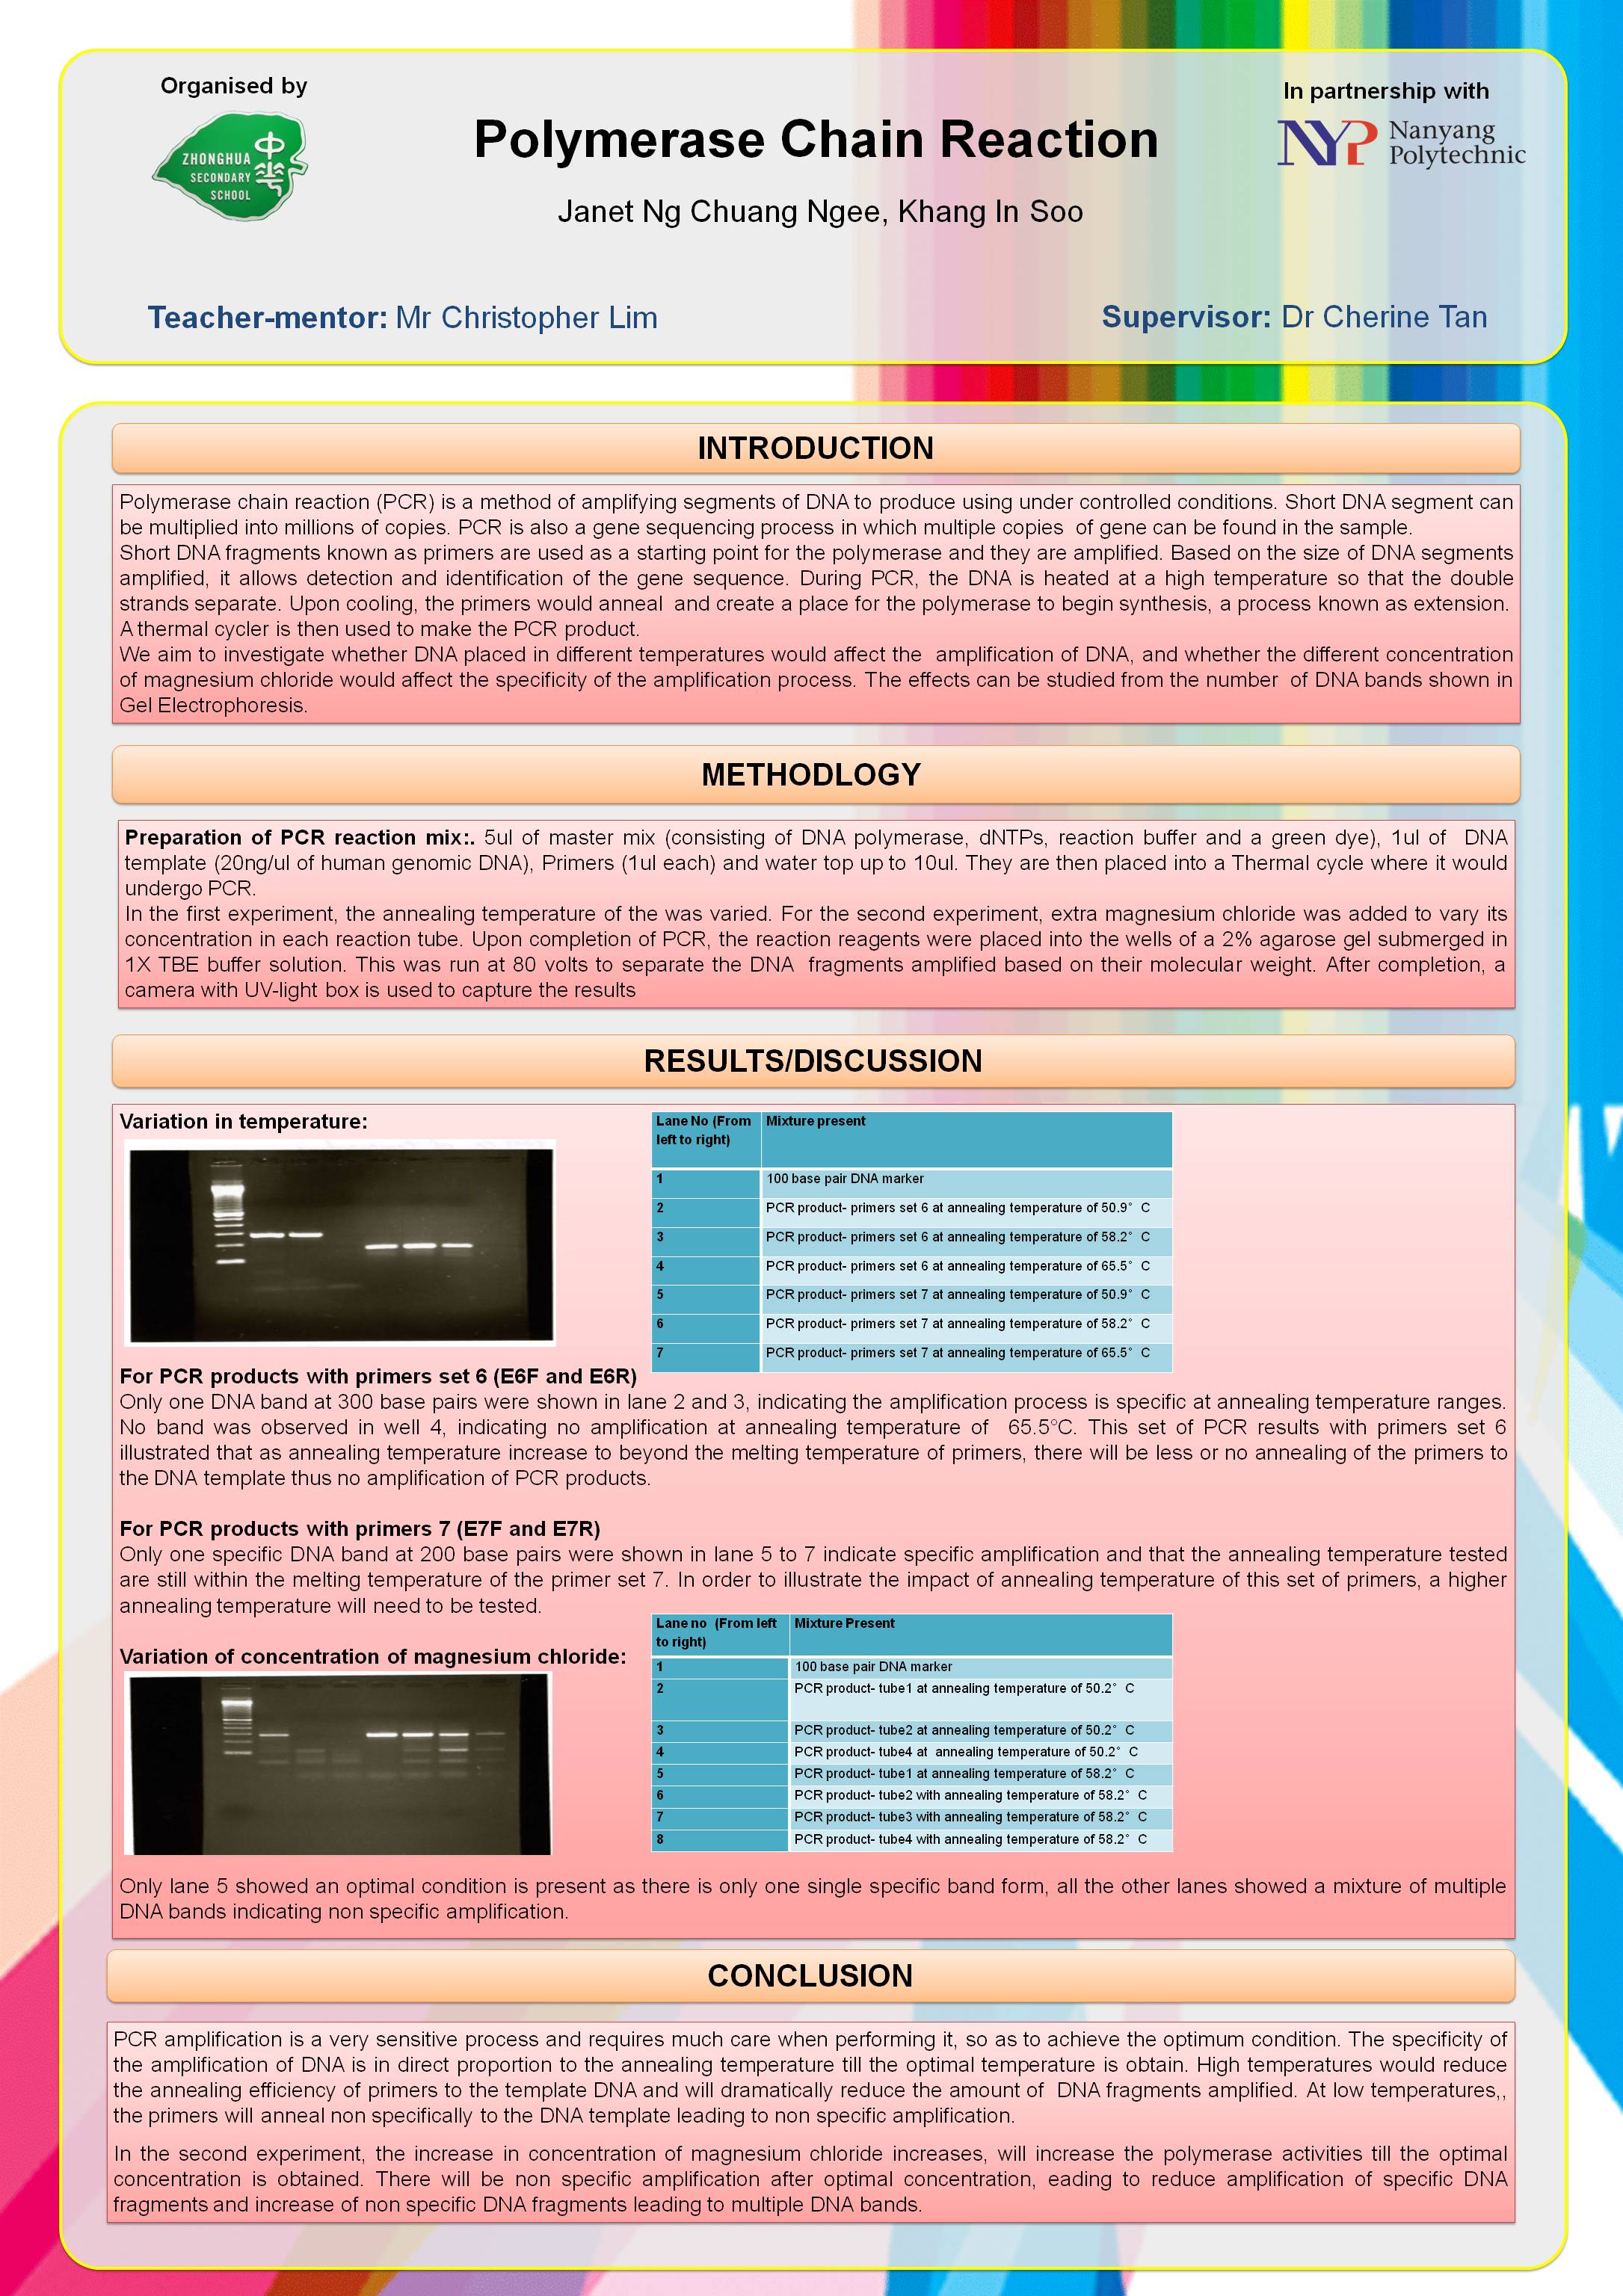 Organised by
ZHONGHUA
SECONDARY
SCHOOL
中華
Polymerase Chain Reaction
Janet Ng Chuang Ngee, Khang In Soo
In partnership with
NYP Nanyang
Polytechnic
Teacher-mentor: Mr Christopher Lim
Supervisor: Dr Cherine Tan
INTRODUCTION
Polymerase chain reaction (PCR) is a method of amplifying segments of DNA to produce using under controlled conditions. Short DNA segment can
be multiplied into millions of copies. PCR is also a gene sequencing process in which multiple copies of gene can be found in the sample.
Short DNA fragments known as primers are used as a starting point for the polymerase and they are amplified. Based on the size of DNA segments
amplified, it allows detection and identification of the gene sequence. During PCR, the DNA is heated at a high temperature so that the double
strands separate. Upon cooling, the primers would anneal and create a place for the polymerase to begin synthesis, a process known as extension.
A thermal cycler is then used to make the PCR product.
We aim to investigate whether DNA placed in different temperatures would affect the amplification of DNA, and whether the different concentration
of magnesium chloride would affect the specificity of the amplification process. The effects can be studied from the number of DNA bands shown in
Gel Electrophoresis.
METHODLOGY
Preparation of PCR reaction mix:. 5ul of master mix (consisting of DNA polymerase, dNTPs, reaction buffer and a green dye), 1ul of DNA
template (20ng/ul of human genomic DNA), Primers (1ul each) and water top up to 10ul. They are then placed into a Thermal cycle where it would
undergo PCR.
In the first experiment, the annealing temperature of the was varied. For the second experiment, extra magnesium chloride was added to vary its
concentration in each reaction tube. Upon completion of PCR, the reaction reagents were placed into the wells of a 2% agarose gel submerged in
1X TBE buffer solution. This was run at 80 volts to separate the DNA fragments amplified based on their molecular weight. After completion, a
camera with UV-light box is used to capture the results
RESULTS/DISCUSSION
Variation in temperature:
Lane No (From left to right) Mixture present
1 100 base pair DNA marker
2 PCR product- primers set 6 at annealing temperature of 50.9° C
3 PCR product- primers set 6 at annealing temperature of 58.2° C
4 PCR product- primers set 6 at annealing temperature of 65.5° C
5 PCR product- primers set 7 at annealing temperature of 50.9° C
6 PCR product- primers set 7 at annealing temperature of 58.2° C
7 PCR product- primers set 7 at annealing temperature of 65.5° C
For PCR products with primers set 6 (E6F and E6R)
Only one DNA band at 300 base pairs were shown in lane 2 and 3, indicating the amplification process is specific at annealing temperature ranges.
No band was observed in well 4, indicating no amplification at annealing temperature of 65.5°C. This set of PCR results with primers set 6
illustrated that as annealing temperature increase to beyond the melting temperature of primers, there will be less or no annealing of the primers to
the DNA template thus no amplification of PCR products.
For PCR products with primers 7 (E7F and E7R)
Only one specific DNA band at 200 base pairs were shown in lane 5 to 7 indicate specific amplification and that the annealing temperature tested
are still within the melting temperature of the primer set 7. In order to illustrate the impact of annealing temperature of this set of primers, a higher
annealing temperature will need to be tested.
Variation of concentration of magnesium chloride:
Lane no (From left to right) Mixture Present
1 100 base pair DNA marker
2 PCR product- tube1 at annealing temperature of 50.2° C
3 PCR product- tube2 at annealing temperature of 50.2° C
4 PCR product- tube4 at annealing temperature of 50.2° C
5 PCR product- tube1 at annealing temperature of 58.2° C
6 PCR product- tube2 with annealing temperature of 58.2° C
7 PCR product- tube3 with annealing temperature of 58.2° C
8 PCR product- tube4 with annealing temperature of 58.2° C
Only lane 5 showed an optimal condition is present as there is only one single specific band form, all the other lanes showed a mixture of multiple
DNA bands indicating non specific amplification.
CONCLUSION
PCR amplification is a very sensitive process and requires much care when performing it, so as to achieve the optimum condition. The specificity of
the amplification of DNA is in direct proportion to the annealing temperature till the optimal temperature is obtain. High temperatures would reduce
the annealing efficiency of primers to the template DNA and will dramatically reduce the amount of DNA fragments amplified. At low temperatures,,
the primers will anneal non specifically to the DNA template leading to non specific amplification.
In the second experiment, the increase in concentration of magnesium chloride increases, will increase the polymerase activities till the optimal
concentration is obtained. There will be non specific amplification after optimal concentration, eading to reduce amplification of specific DNA
fragments and increase of non specific DNA fragments leading to multiple DNA bands.